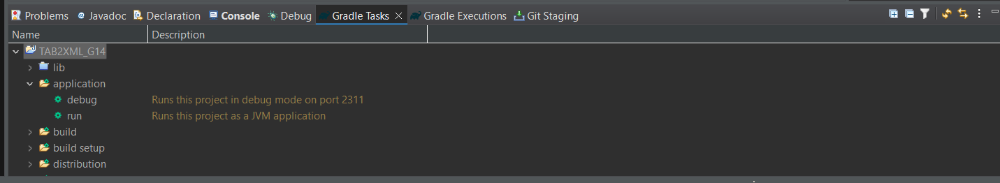 Problems @ Javadoc Declaration Console Debug Gradle Tasks Gradle Executions Git Staging
Name Description
TAB2XML_G14
lib
application
debug Runs this project in debug mode on port 2311
run Runs this project as a JVM application
build
build setup
distribution